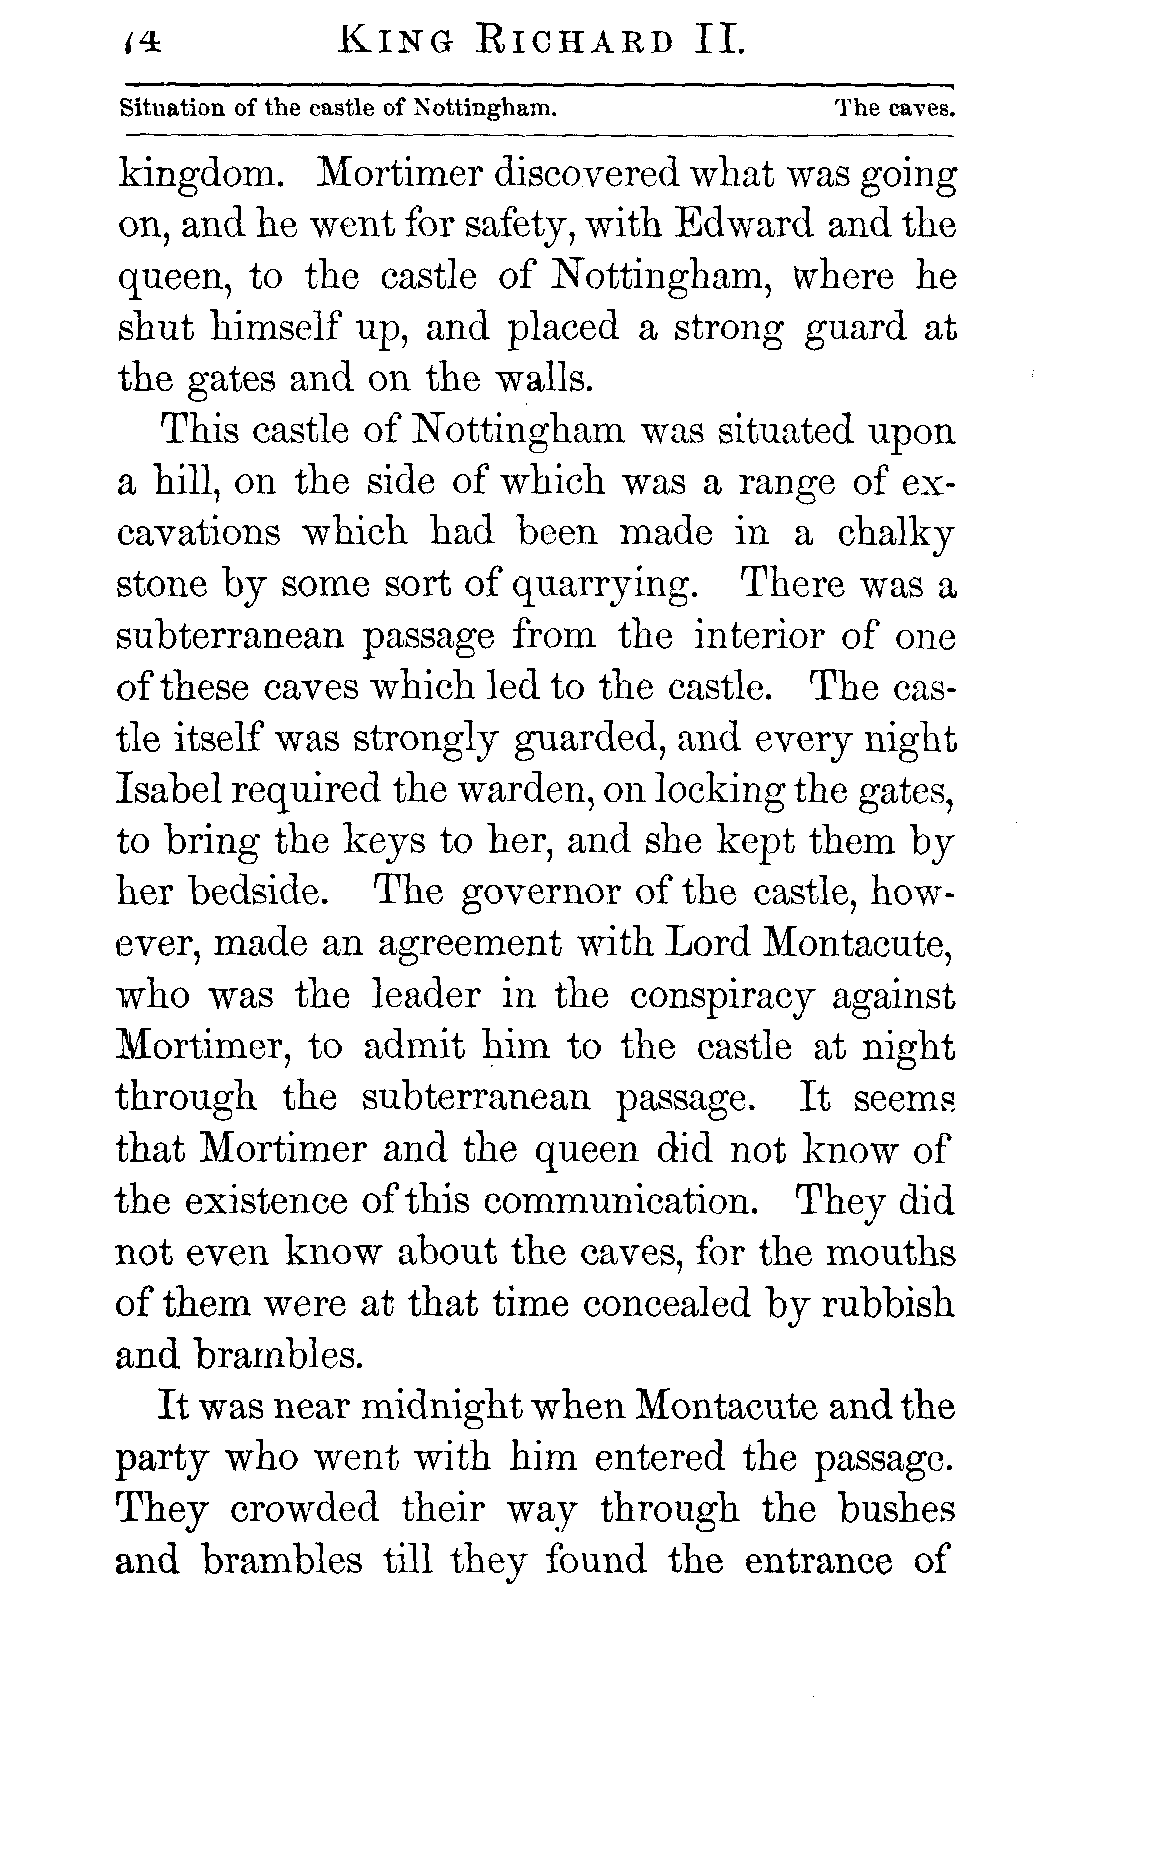 74 KING RICHARD II.
Situation of the castle of Nottingham. The caves.
kingdom. Mortimer discovered what was going
on, and he went for safety, with Edward and the
queen, to the castle of Nottingham, where he
shut himself up, and placed a strong guard at
the gates and on the walls.
This castle of Nottingham was situated upon
a hill, on the side of which was a range of ex-
cavations which had been made in a chalky
stone by some sort of quarrying. There was a
subterranean passage from the interior of one
of these caves which led to the castle. The cas-
tle itself was strongly guarded, and every night
Isabel required the warden, on locking the gates,
to bring the keys to her, and she kept them by
her bedside. The governor of the castle, how-
ever, made an agreement with Lord Montacute,
who was the leader in the conspiracy against
Mortimer, to admit him to the castle at night
through the subterranean passage. It seems
that Mortimer and the queen did not know of
the existence of this communication. They did
not even know about the caves, for the mouths
of them were at that time concealed by rubbish
and brambles.
It was near midnight when Montacute and the
party who went with him entered the passage.
They crowded their way through the bushes
and brambles till they found the entrance of